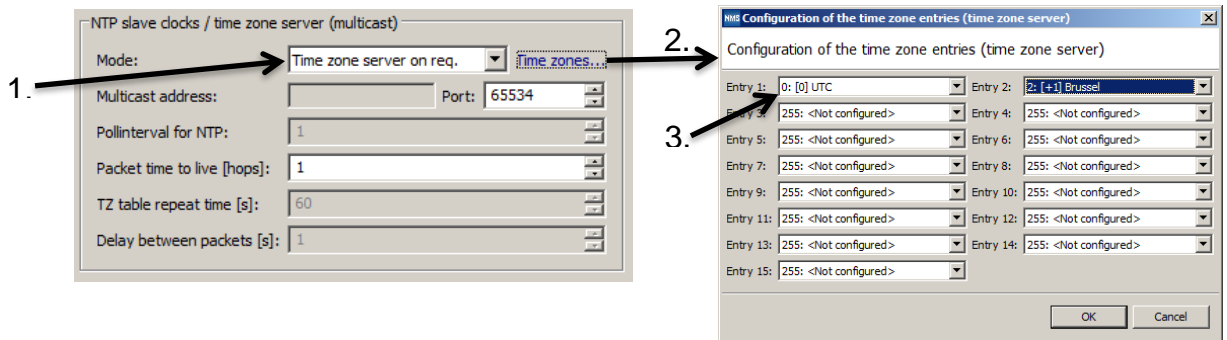 NTP slave clocks / time zone server (multicast)
1.
Mode: Time zone server on req. Time zones...
Multicast address: Port: 65534
Pollinterval for NTP: 1
Packet time to live [hops]: 1
TZ table repeat time [s]: 60
Delay between packets [s]: 1
2.
3.
NMS Configuration of the time zone entries (time zone server)
Configuration of the time zone entries (time zone server)
Entry 1: 0: [0] UTC Entry 2: 2: [+1] Brussel
Entry 3: 255: <Not configured> Entry 4: 255: <Not configured>
Entry 5: 255: <Not configured> Entry 6: 255: <Not configured>
Entry 7: 255: <Not configured> Entry 8: 255: <Not configured>
Entry 9: 255: <Not configured> Entry 10: 255: <Not configured>
Entry 11: 255: <Not configured> Entry 12: 255: <Not configured>
Entry 13: 255: <Not configured> Entry 14: 255: <Not configured>
Entry 15: 255: <Not configured>
OK Cancel